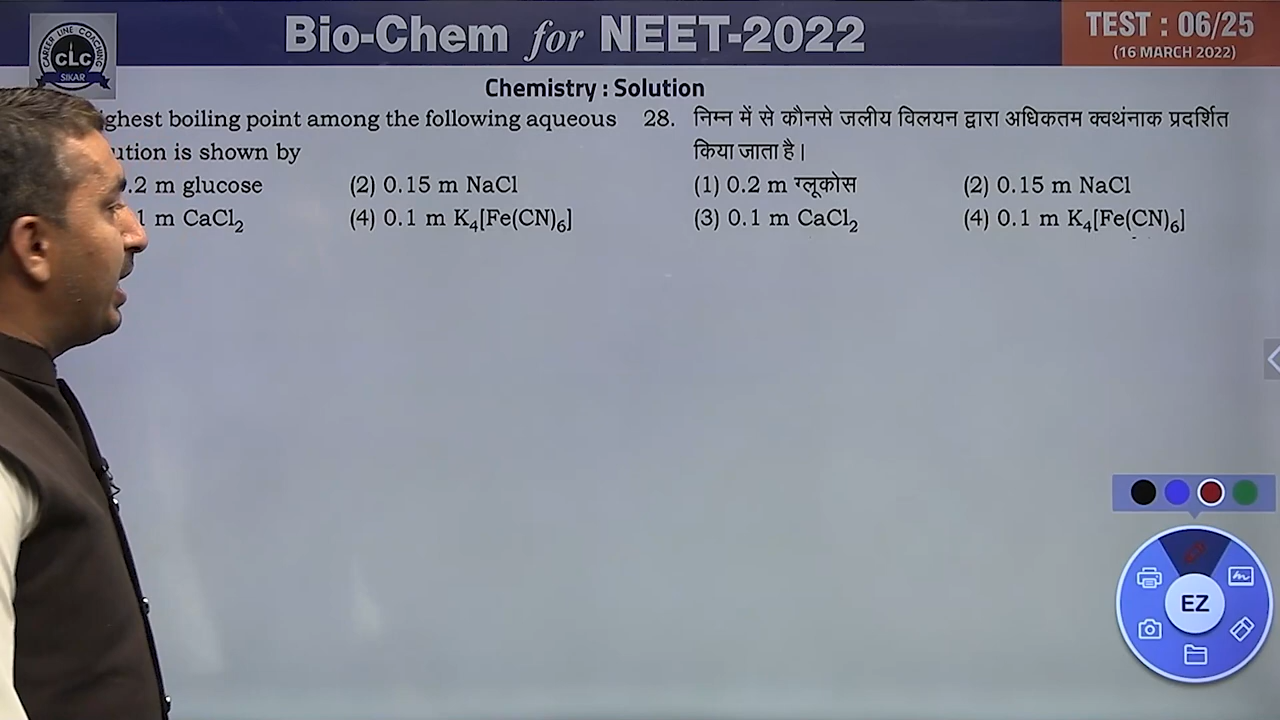 CAREER LINE COACHING
CLC
SIKAR
Bio-Chem for NEET-2022
TEST : 06/25
(16 MARCH 2022)
Chemistry : Solution
boiling point among the following aqueous
is shown by
.2 m glucose
(2) 0.15 m NaCl
1 m CaCl₂
(4) 0.1 m K₄[Fe(CN)₆]
28. निम्न में से कौनसे जलीय विलयन द्वारा अधिकतम क्वथंनाक प्रदर्शित
किया जाता है।
(1) 0.2 m ग्लूकोस
(2) 0.15 m NaCl
(3) 0.1 m CaCl₂
(4) 0.1 m K₄[Fe(CN)₆]
EZ